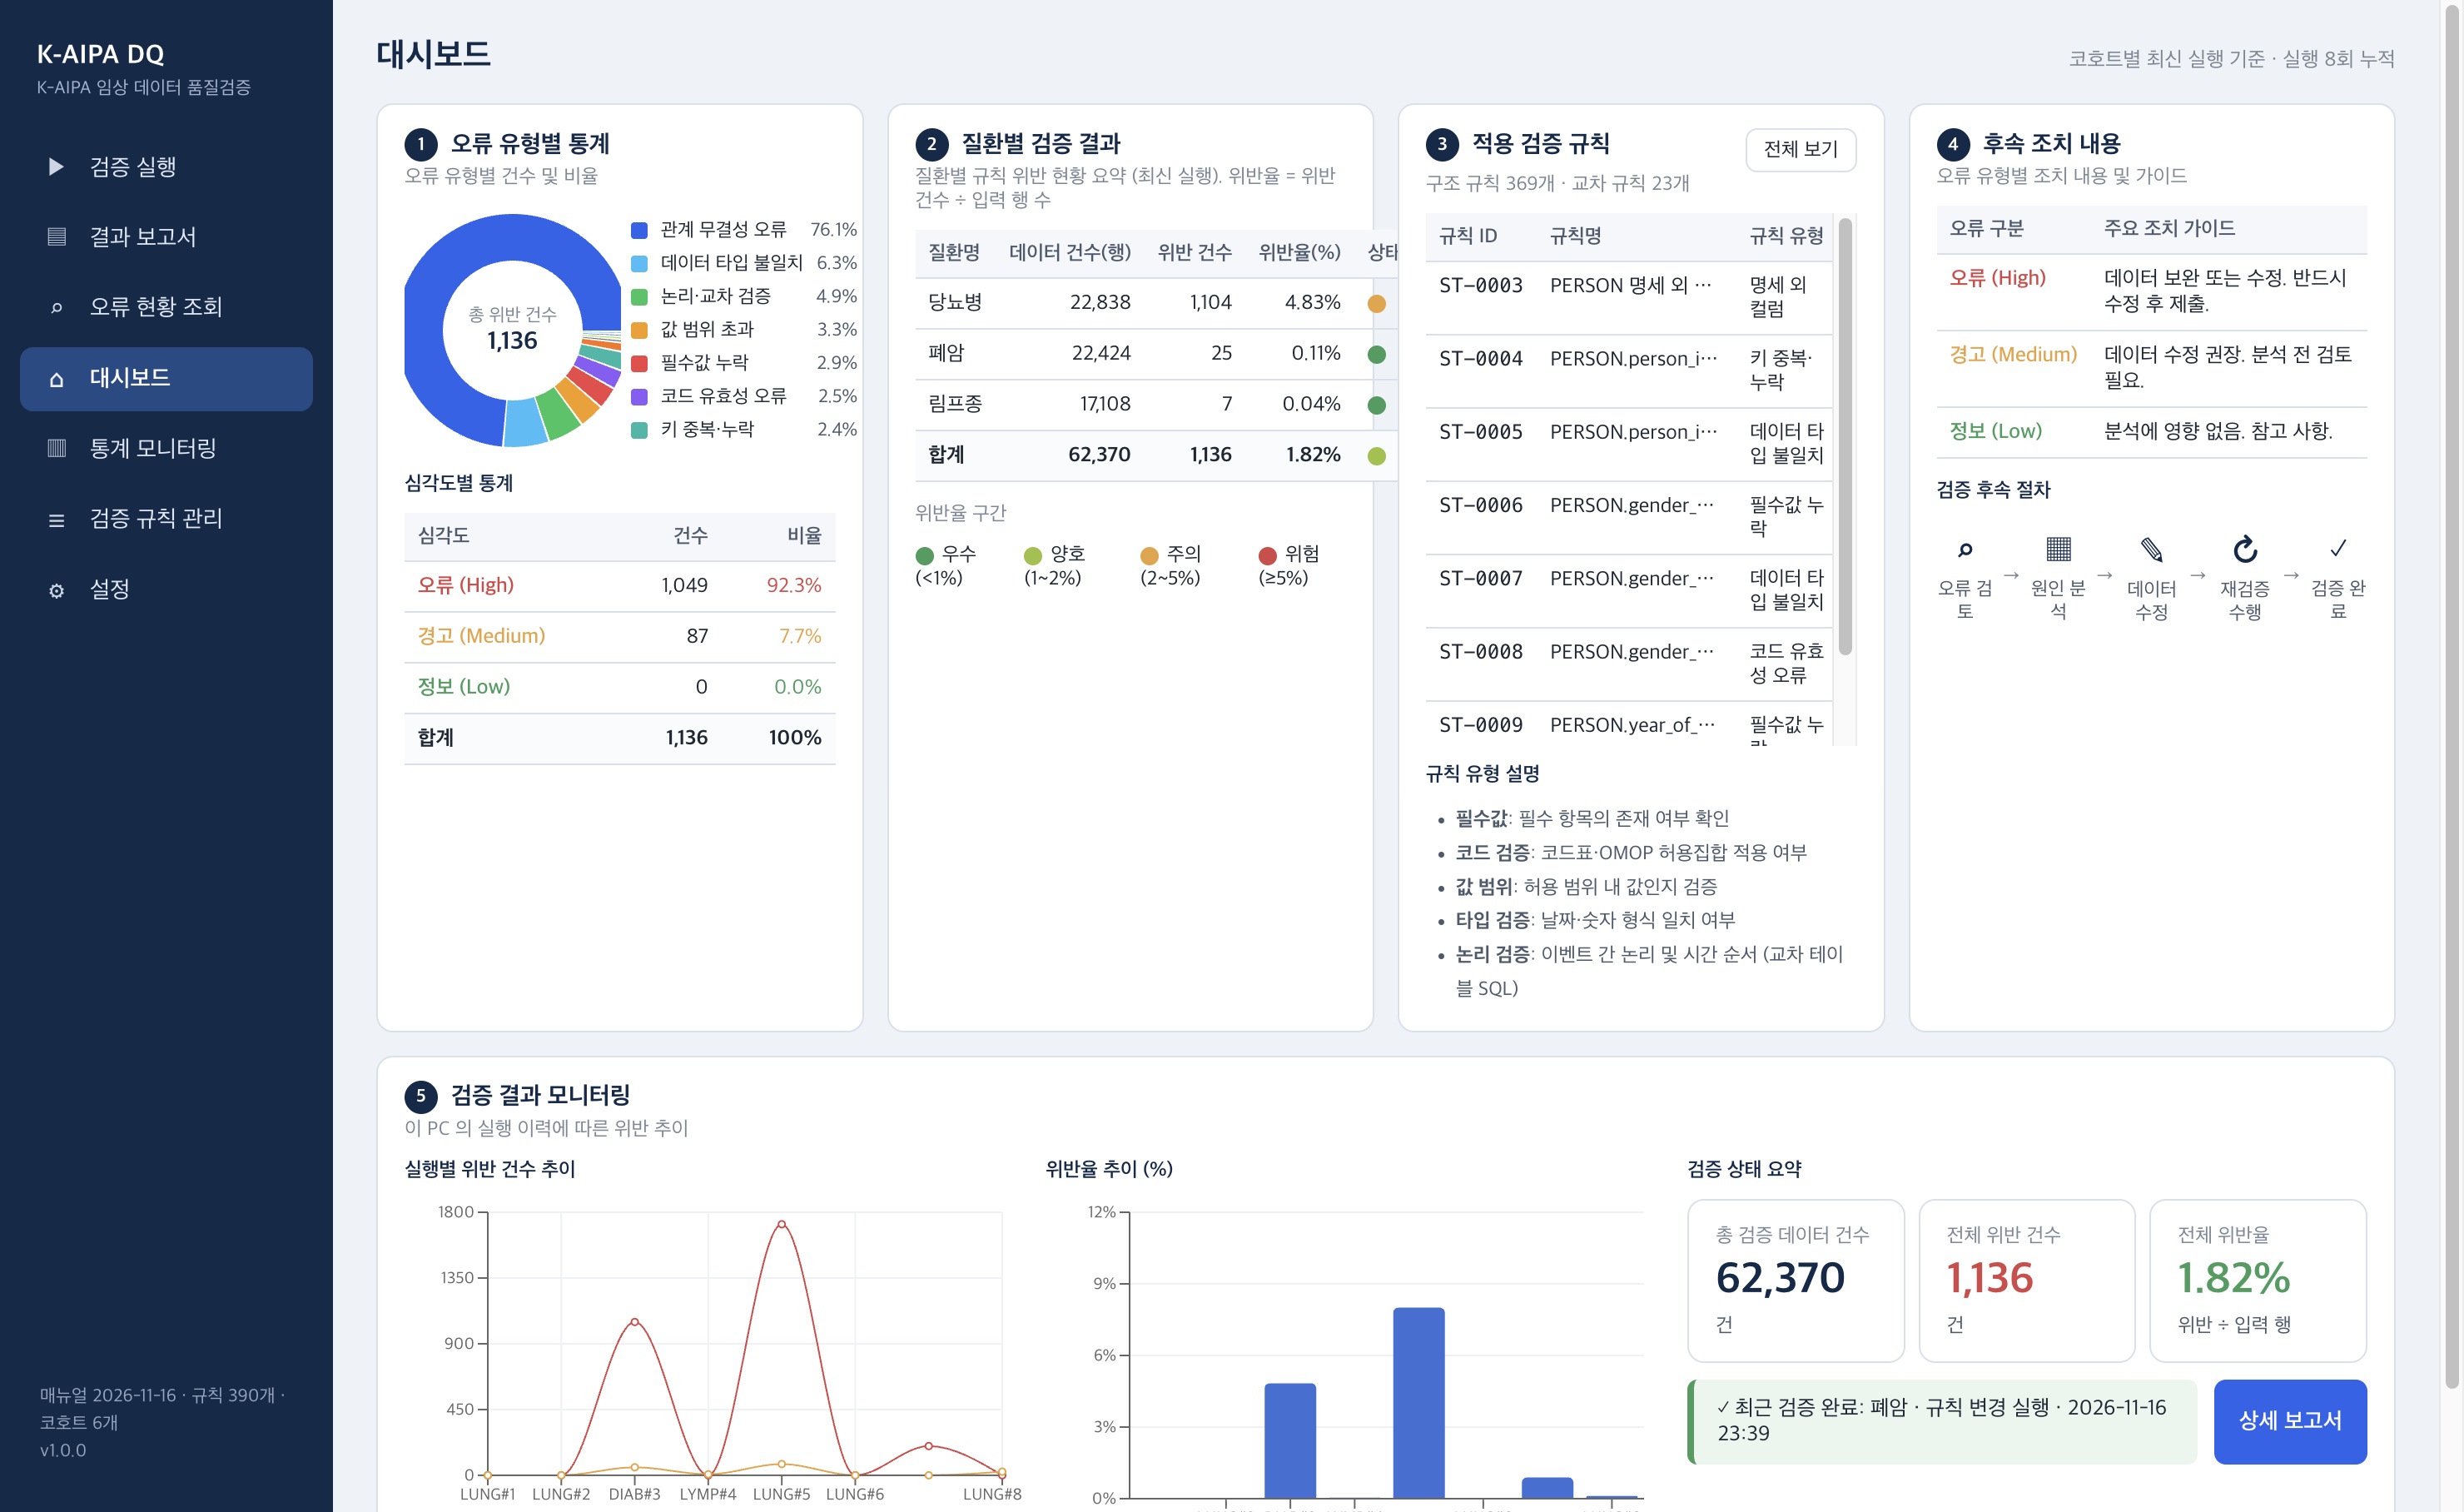 K-AIPA DQ
K-AIPA 임상 데이터 품질검증
검증 실행
결과 보고서
오류 현황 조회
대시보드
통계 모니터링
검증 규칙 관리
설정
매뉴얼 2026-11-16 · 규칙 390개 ·
코호트 6개
v1.0.0
대시보드
코호트별 최신 실행 기준 · 실행 8회 누적
1 오류 유형별 통계
오류 유형별 건수 및 비율
총 위반 건수
1,136
관계 무결성 오류 76.1%
데이터 타입 불일치 6.3%
논리·교차 검증 4.9%
값 범위 초과 3.3%
필수값 누락 2.9%
코드 유효성 오류 2.5%
키 중복·누락 2.4%
심각도별 통계
심각도 건수 비율
오류 (High) 1,049 92.3%
경고 (Medium) 87 7.7%
정보 (Low) 0 0.0%
합계 1,136 100%
2 질환별 검증 결과
질환별 규칙 위반 현황 요약 (최신 실행). 위반율 = 위반
건수 ÷ 입력 행 수
질환명 데이터 건수(행) 위반 건수 위반율(%) 상태
당뇨병 22,838 1,104 4.83%
폐암 22,424 25 0.11%
림프종 17,108 7 0.04%
합계 62,370 1,136 1.82%
위반율 구간
우수 양호 주의 위험
(<1%) (1~2%) (2~5%) (≥5%)
3 적용 검증 규칙 전체 보기
구조 규칙 369개 · 교차 규칙 23개
규칙 ID 규칙명 규칙 유형
ST-0003 PERSON 명세 외 ⋯ 명세 외
컬럼
ST-0004 PERSON.person_i⋯ 키 중복·
누락
ST-0005 PERSON.person_i⋯ 데이터 타
입 불일치
ST-0006 PERSON.gender_⋯ 필수값 누
락
ST-0007 PERSON.gender_⋯ 데이터 타
입 불일치
ST-0008 PERSON.gender_⋯ 코드 유효
성 오류
ST-0009 PERSON.year_of_⋯ 필수값 누
락
규칙 유형 설명
• 필수값: 필수 항목의 존재 여부 확인
• 코드 검증: 코드표·OMOP 허용집합 적용 여부
• 값 범위: 허용 범위 내 값인지 검증
• 타입 검증: 날짜·숫자 형식 일치 여부
• 논리 검증: 이벤트 간 논리 및 시간 순서 (교차 테이
블 SQL)
4 후속 조치 내용
오류 유형별 조치 내용 및 가이드
오류 구분 주요 조치 가이드
오류 (High) 데이터 보완 또는 수정. 반드시
수정 후 제출.
경고 (Medium) 데이터 수정 권장. 분석 전 검토
필요.
정보 (Low) 분석에 영향 없음. 참고 사항.
검증 후속 절차
오류 검 → 원인 분 → 데이터 → 재검증 → 검증 완
토 석 수정 수행 료
5 검증 결과 모니터링
이 PC 의 실행 이력에 따른 위반 추이
실행별 위반 건수 추이
1800
1350
900
450
0
LUNG#1 LUNG#2 DIAB#3 LYMP#4 LUNG#5 LUNG#6 LUNG#8
위반율 추이 (%)
12%
9%
6%
3%
0%
검증 상태 요약
총 검증 데이터 건수
62,370
건
전체 위반 건수
1,136
건
전체 위반율
1.82%
위반 ÷ 입력 행
✓ 최근 검증 완료: 폐암 · 규칙 변경 실행 · 2026-11-16
23:39
상세 보고서